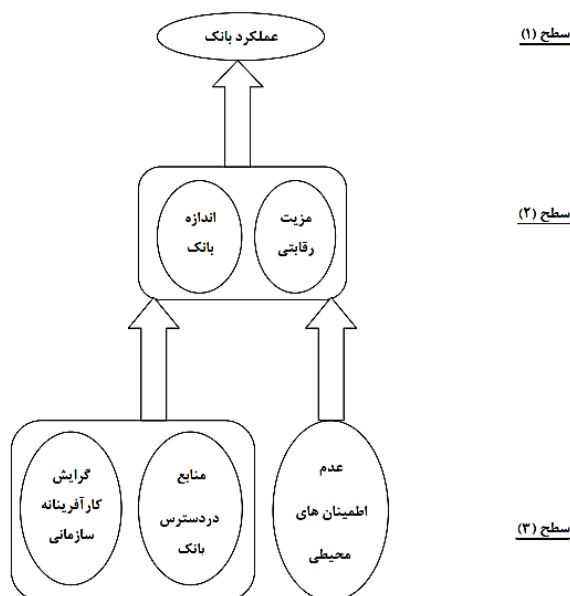 سطح (۱)
عملکرد بانک
سطح (۲)
مزیت
رقابتی
اندازه
بانک
سطح (۳)
عدم
اطمینان های
محیطی
منابع
دردسترس
بانک
گرایش
کارآفرینانه
سازمانی